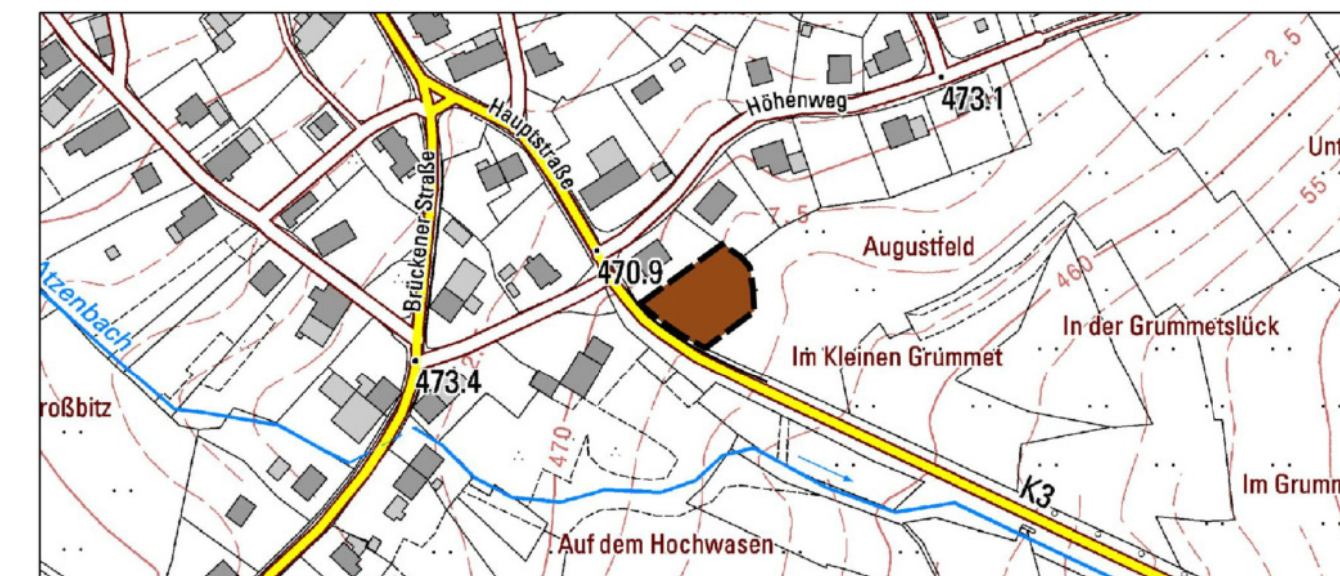 2.5
473.1
Höhenweg
Hauptstraße
Unt
55
Brückener-Straße
7.5
Augustfeld
470.9
460
Atzenbach
In der Grummetslück
Im Kleinen Grummet
473.4
roßbitz
470
K3
Im Grumm
Auf dem Hochwasen